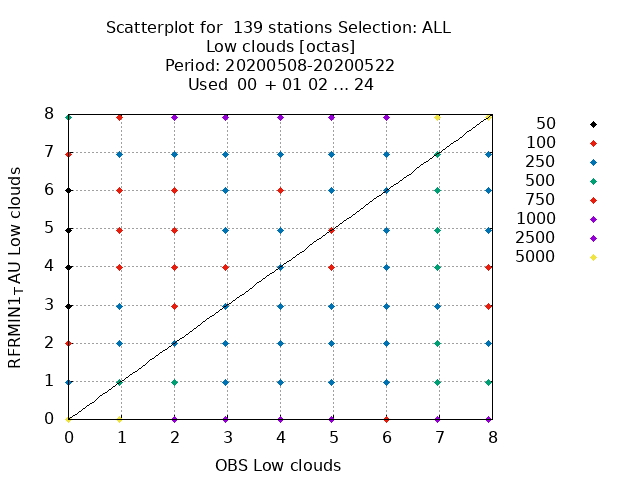 Scatterplot for  139 stations Selection: ALL
Low clouds [octas]
Period: 20200508-20200522
Used  00 + 01 02 ... 24
8
7
6
5
4
3
2
1
0
0 1 2 3 4 5 6 7 8
RFRMIN1_T AU Low clouds
OBS Low clouds
50
100
250
500
750
1000
2500
5000